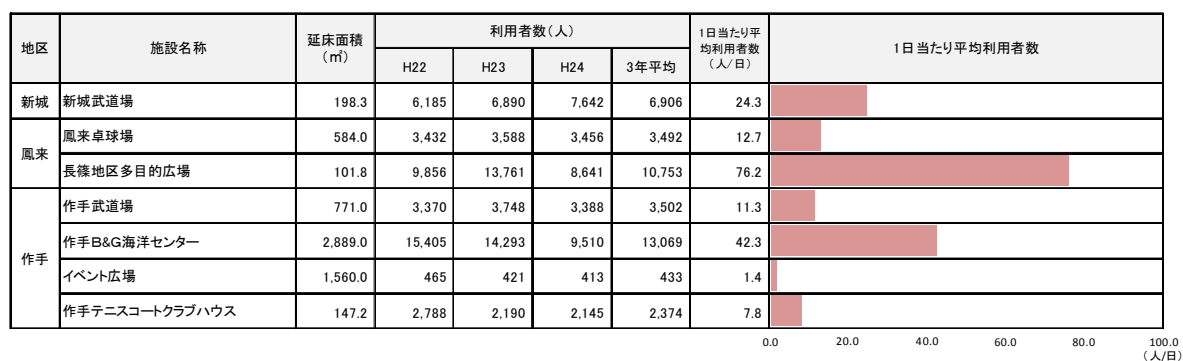 地区 施設名称 延床面積（㎡） 利用者数（人） 1日当たり平均利用者数（人/日） 1日当たり平均利用者数
H22 H23 H24 3年平均
新城 新城武道場 198.3 6,185 6,890 7,642 6,906 24.3
鳳来 鳳来卓球場 584.0 3,432 3,588 3,456 3,492 12.7
長篠地区多目的広場 101.8 9,856 13,761 8,641 10,753 76.2
作手 作手武道場 771.0 3,370 3,748 3,388 3,502 11.3
作手B&G海洋センター 2,889.0 15,405 14,293 9,510 13,069 42.3
イベント広場 1,560.0 465 421 413 433 1.4
作手テニスコートクラブハウス 147.2 2,788 2,190 2,145 2,374 7.8
0.0 20.0 40.0 60.0 80.0 100.0
（人/日）